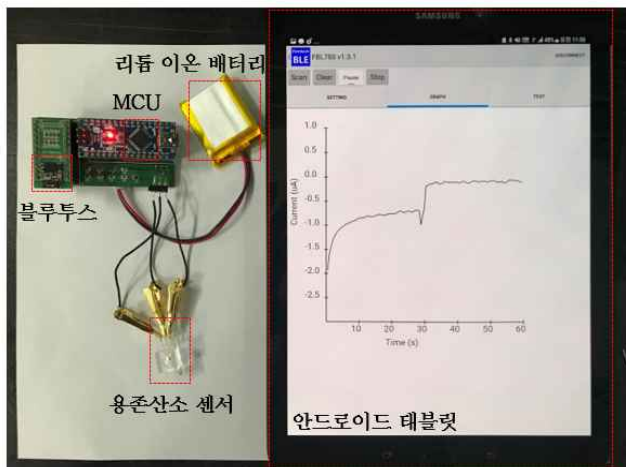 리튬 이온 배터리
MCU
블루투스
용존산소 센서
안드로이드 태블릿
SAMSUNG
BLE
FBL780 v1.3.1
DISCONNECT
Scan Clear Pause Stop
SETTING GRAPH TEXT
1.0
0.5
0.0
-0.5
-1.0
-1.5
-2.0
-2.5
Current (uA)
10 20 30 40 50 60
Time (s)